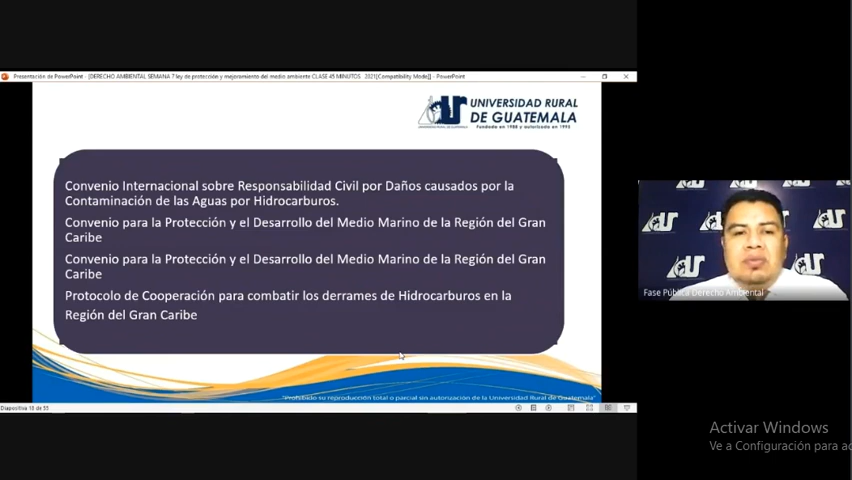 Presentación de PowerPoint - [DERECHO AMBIENTAL SEMANA 7 ley de protección y mejoramiento del medio ambiente CLASE 45 MINUTOS 2021[Compatibility Mode]] - PowerPoint
UNIVERSIDAD RURAL
DE GUATEMALA
Fundada en 1988 y autorizada en 1995
Convenio Internacional sobre Responsabilidad Civil por Daños causados por la
Contaminación de las Aguas por Hidrocarburos.
Convenio para la Protección y el Desarrollo del Medio Marino de la Región del Gran
Caribe
Convenio para la Protección y el Desarrollo del Medio Marino de la Región del Gran
Caribe
Protocolo de Cooperación para combatir los derrames de Hidrocarburos en la
Región del Gran Caribe
"Prohibido su reproducción total o parcial sin autorización de la Universidad Rural de Guatemala"
Diapositiva 18 de 55
Fase Pública Derecho Ambiental
Activar Windows
Ve a Configuración para ac